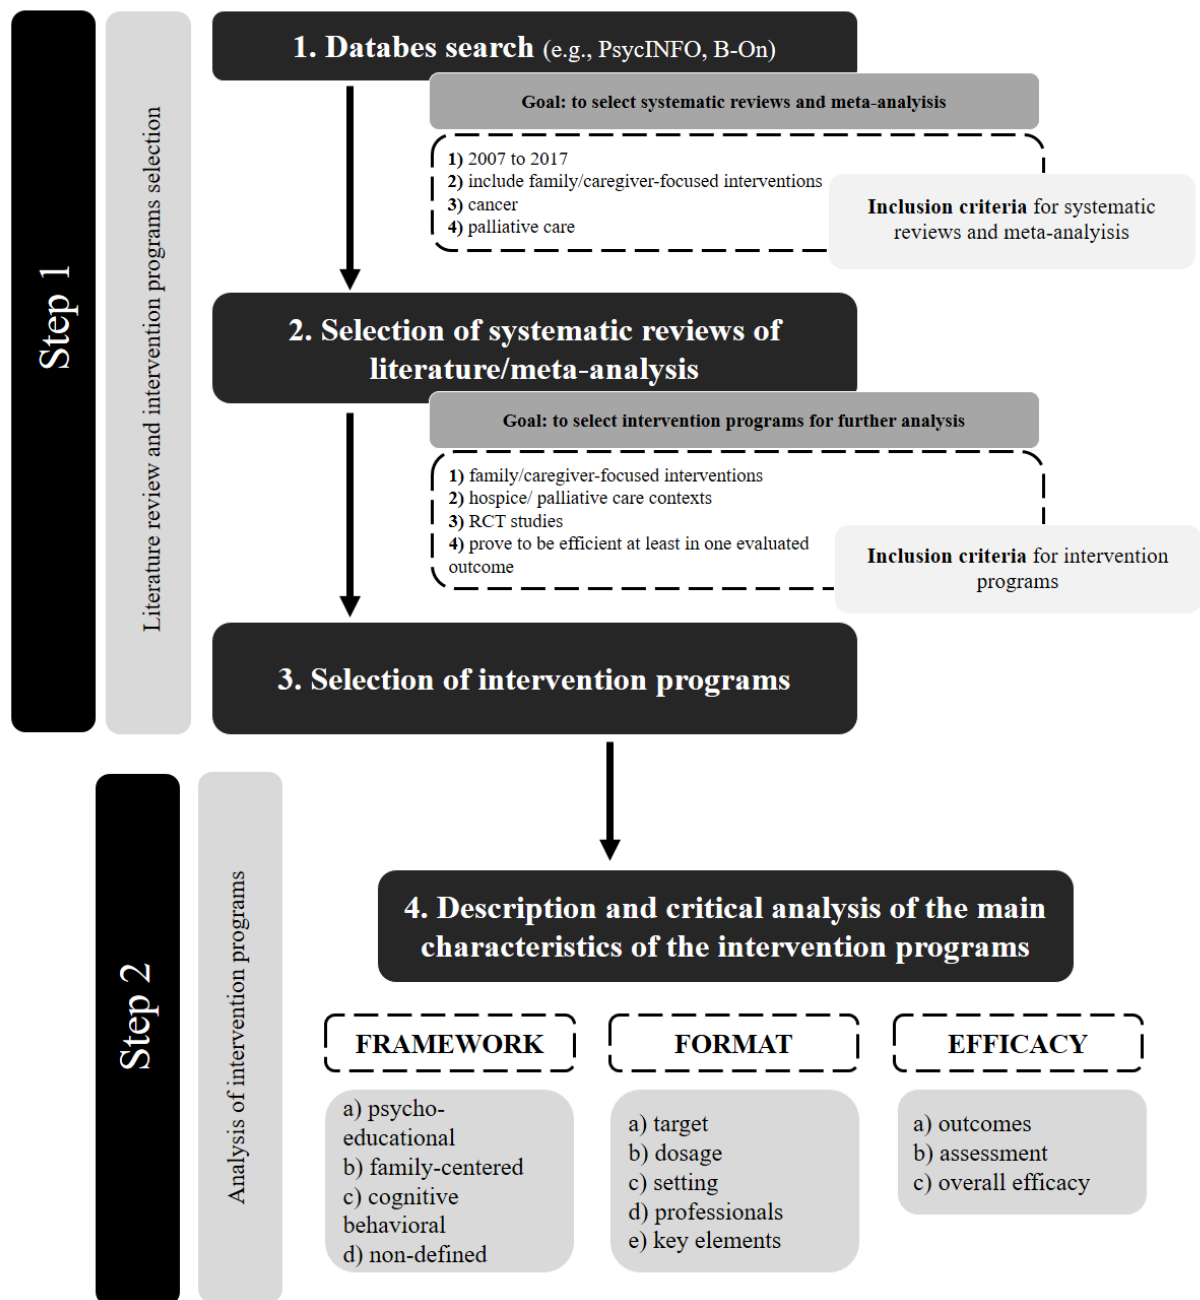 Step 1
Literature review and intervention programs selection
1. Databes search (e.g., PsycINFO, B-On)
Goal: to select systematic reviews and meta-analyisis
1) 2007 to 2017
2) include family/caregiver-focused interventions
3) cancer
4) palliative care
Inclusion criteria for systematic
reviews and meta-analyisis
2. Selection of systematic reviews of
literature/meta-analysis
Goal: to select intervention programs for further analysis
1) family/caregiver-focused interventions
2) hospice/ palliative care contexts
3) RCT studies
4) prove to be efficient at least in one evaluated
outcome
Inclusion criteria for intervention
programs
3. Selection of intervention programs
Step 2
Analysis of intervention programs
4. Description and critical analysis of the main
characteristics of the intervention programs
FRAMEWORK
a) psycho-
educational
b) family-centered
c) cognitive
behavioral
d) non-defined
FORMAT
a) target
b) dosage
c) setting
d) professionals
e) key elements
EFFICACY
a) outcomes
b) assessment
c) overall efficacy